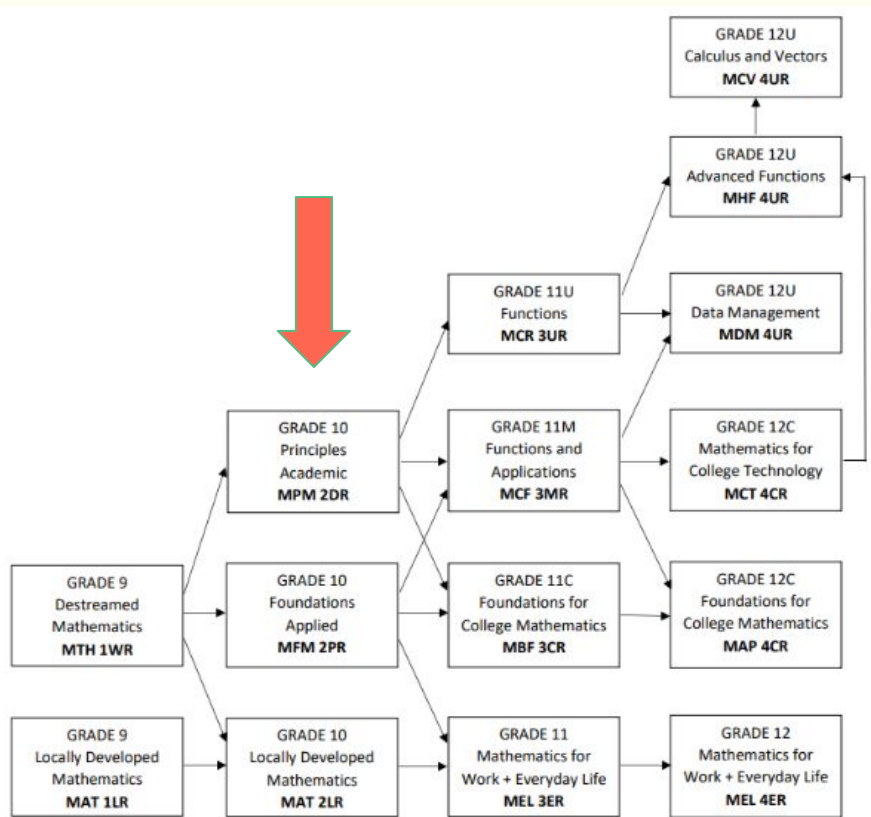 GRADE 12U
Calculus and Vectors
MCV 4UR
GRADE 12U
Advanced Functions
MHF 4UR
GRADE 11U
Functions
MCR 3UR
GRADE 12U
Data Management
MDM 4UR
GRADE 10
Principles
Academic
MPM 2DR
GRADE 11M
Functions and
Applications
MCF 3MR
GRADE 12C
Mathematics for
College Technology
MCT 4CR
GRADE 9
Destreamed
Mathematics
MTH 1WR
GRADE 10
Foundations
Applied
MFM 2PR
GRADE 11C
Foundations for
College Mathematics
MBF 3CR
GRADE 12C
Foundations for
College Mathematics
MAP 4CR
GRADE 9
Locally Developed
Mathematics
MAT 1LR
GRADE 10
Locally Developed
Mathematics
MAT 2LR
GRADE 11
Mathematics for
Work + Everyday Life
MEL 3ER
GRADE 12
Mathematics for
Work + Everyday Life
MEL 4ER